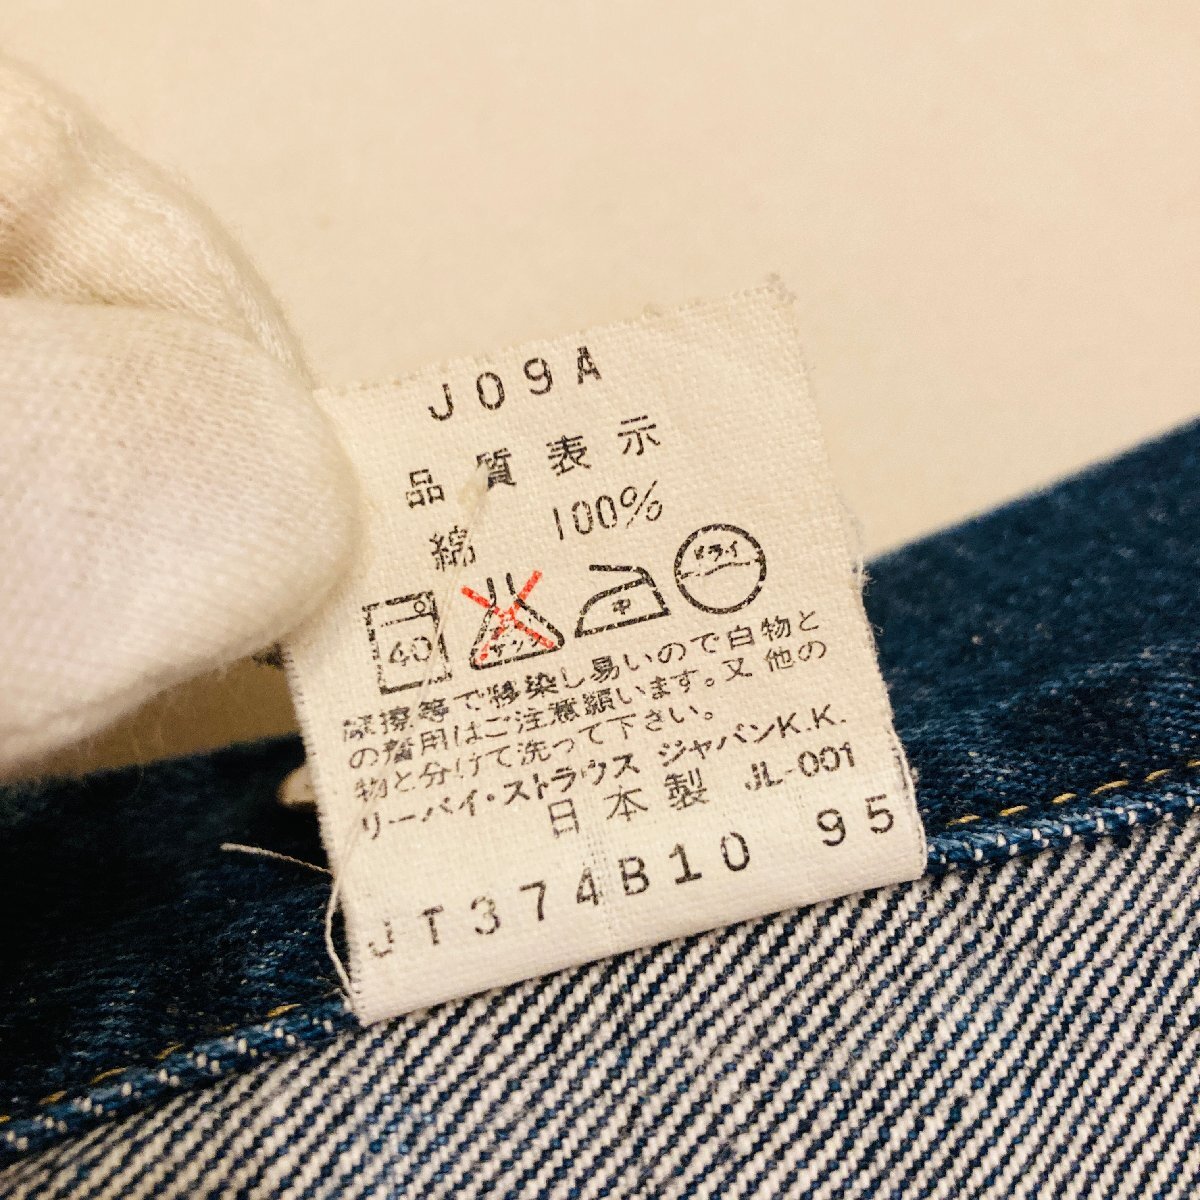 J09A
品質表示
綿 100%
40 サラシ 中 ドライ
摩擦等で移染し易いので白物と
の着用はご注意願います。又他の
物と分けて洗って下さい。
リーバイ・ストラウス ジャパンK.K.
日本製 JL-001
JT374B10 95